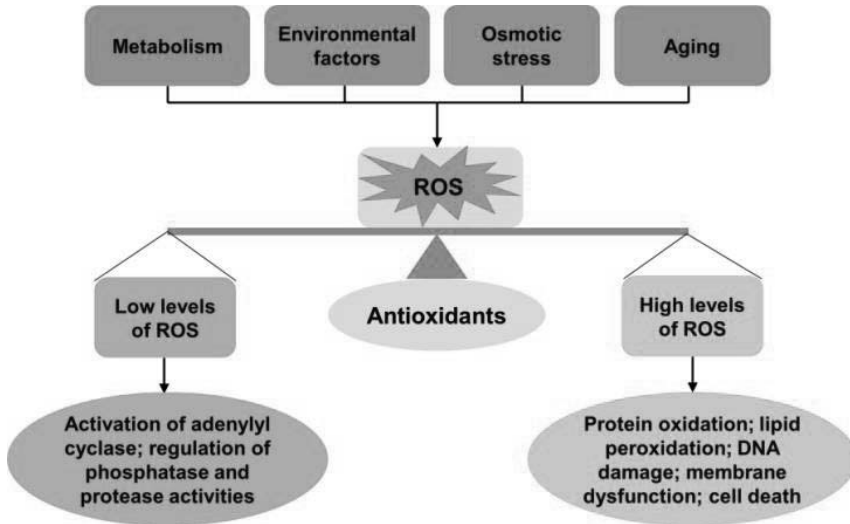 Metabolism
Environmental
factors
Osmotic
stress
Aging
ROS
Low levels
of ROS
Antioxidants
High levels
of ROS
Activation of adenylyl
cyclase; regulation of
phosphatase and
protease activities
Protein oxidation; lipid
peroxidation; DNA
damage; membrane
dysfunction; cell death